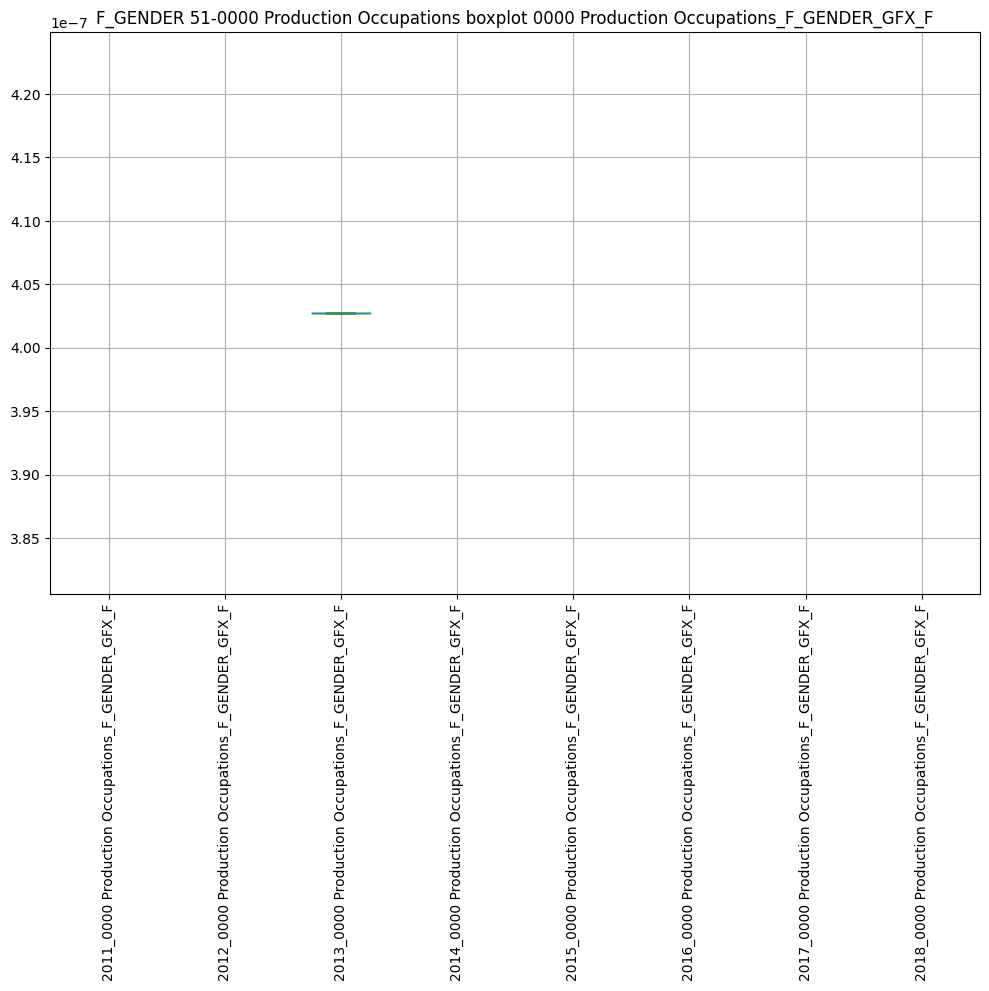 F_GENDER 51-0000 Production Occupations boxplot 0000 Production Occupations_F_GENDER_GFX_F
1e−7
4.20
4.15
4.10
4.05
4.00
3.95
3.90
3.85
2011_0000 Production Occupations_F_GENDER_GFX_F
2012_0000 Production Occupations_F_GENDER_GFX_F
2013_0000 Production Occupations_F_GENDER_GFX_F
2014_0000 Production Occupations_F_GENDER_GFX_F
2015_0000 Production Occupations_F_GENDER_GFX_F
2016_0000 Production Occupations_F_GENDER_GFX_F
2017_0000 Production Occupations_F_GENDER_GFX_F
2018_0000 Production Occupations_F_GENDER_GFX_F